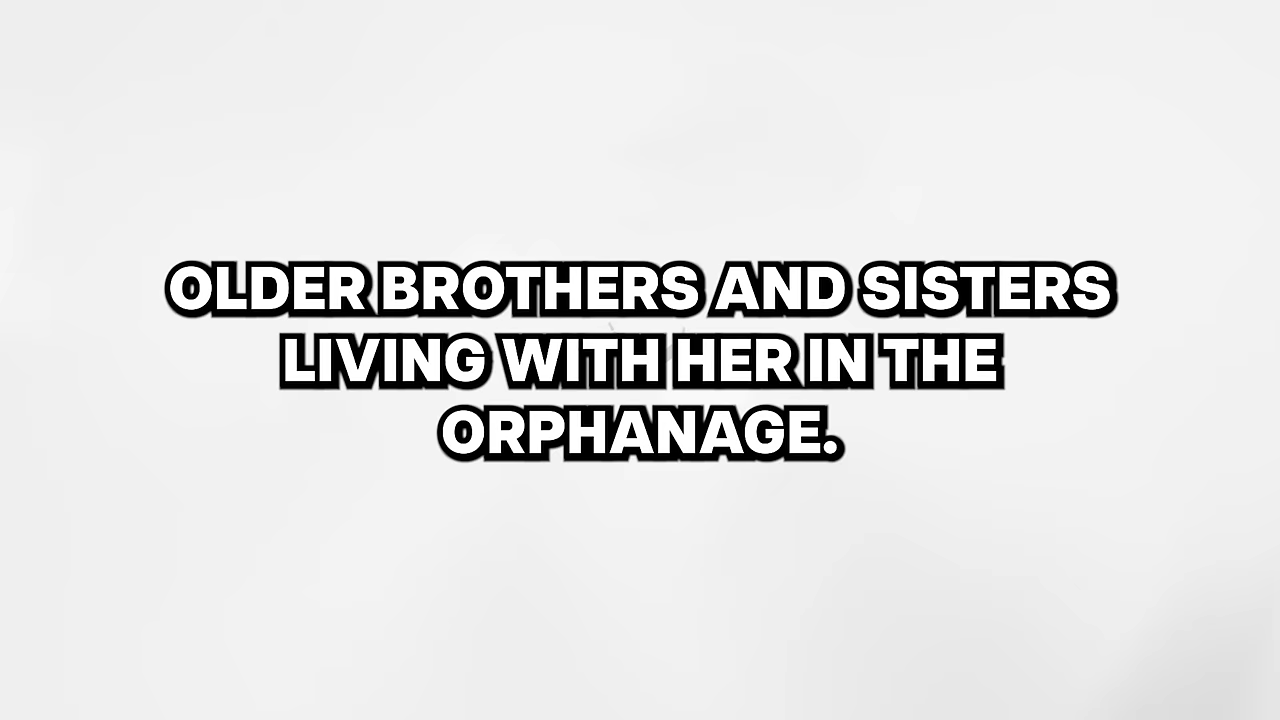 OLDER BROTHERS AND SISTERS
LIVING WITH HER IN THE
ORPHANAGE.